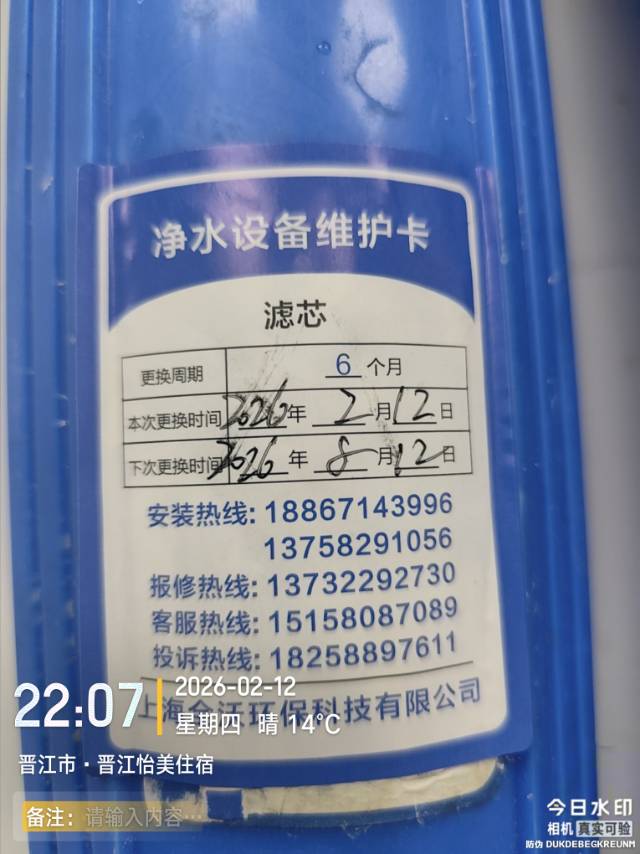 净水设备维护卡
滤芯
更换周期 6 个月
本次更换时间 2026 年 2 月 12 日
下次更换时间 2026 年 8 月 12 日
安装热线: 18867143996
13758291056
报修热线: 13732292730
客服热线: 15158087089
投诉热线: 18258897611
上海 环保科技有限公司
22:07
2026-02-12
星期四 晴 14℃
晋江市·晋江怡美住宿
备注: 请输入内容…
今日水印
相机 真实可验
防伪 DUKDEBEGKREUNM